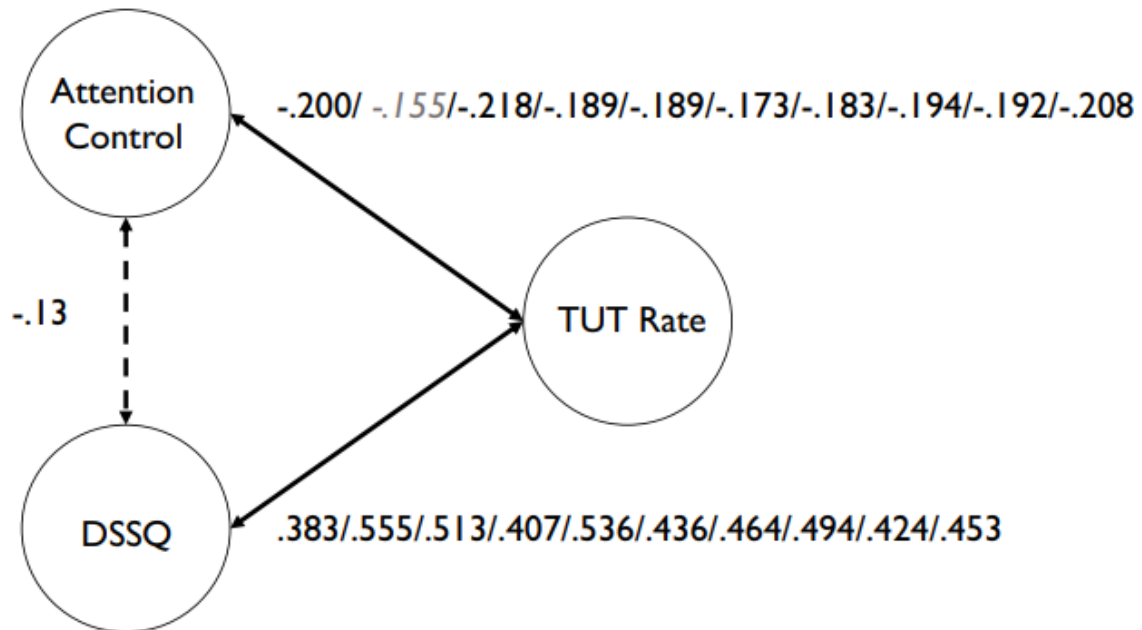 Attention
Control
-.200/ -.155/-.218/-.189/-.189/-.173/-.183/-.194/-.192/-.208
-.13
TUT Rate
DSSQ
.383/.555/.513/.407/.536/.436/.464/.494/.424/.453